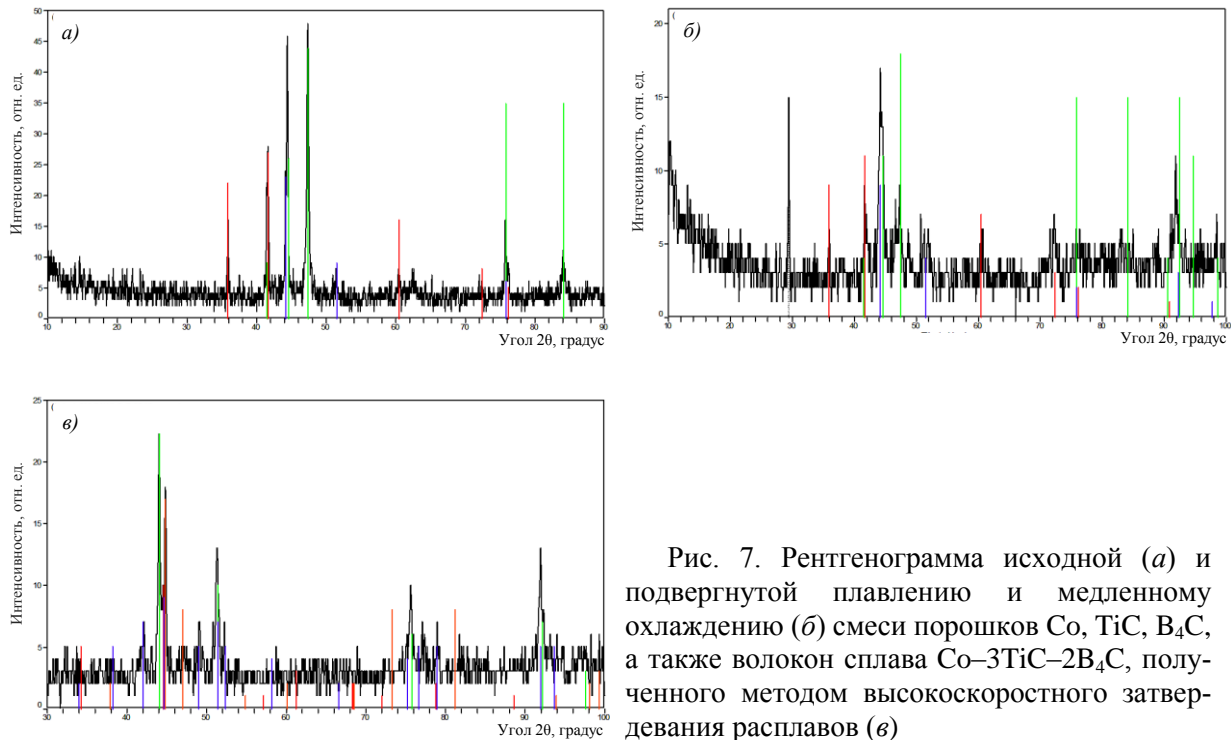 а)
Интенсивность, отн. ед.
50
45
40
35
30
25
20
15
10
5
0
10 20 30 40 50 60 70 80 90
Угол 2θ, градус
б)
Интенсивность, отн. ед.
20
15
10
5
0
10 20 30 40 50 60 70 80 90 100
Угол 2θ, градус
в)
Интенсивность, отн. ед.
25
20
15
10
5
0
30 40 50 60 70 80 90 100
Угол 2θ, градус
Рис. 7. Рентгенограмма исходной (а) и
подвергнутой плавлению и медленному
охлаждению (б) смеси порошков Co, TiC, B₄C,
а также волокон сплава Co–3TiC–2B₄C, полу-
ченного методом высокоскоростного затвер-
девания расплавов (в)